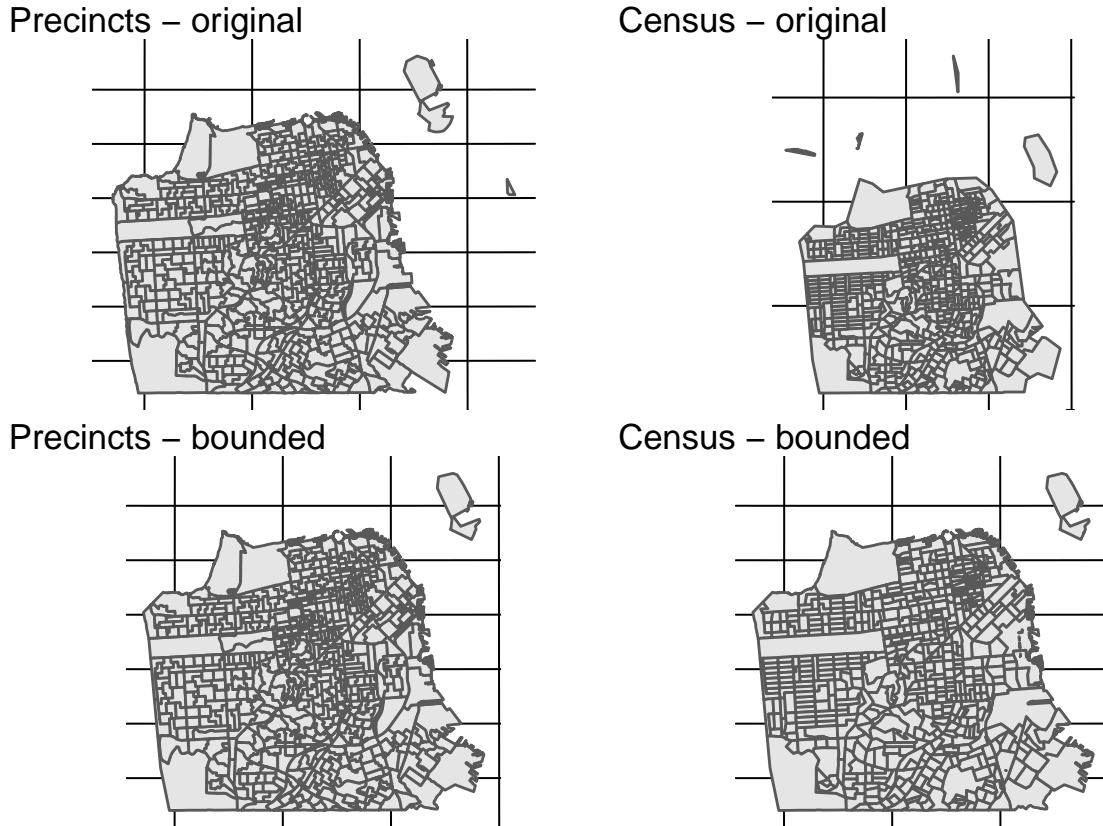 Precincts – original
Census – original
Precincts – bounded
Census – bounded